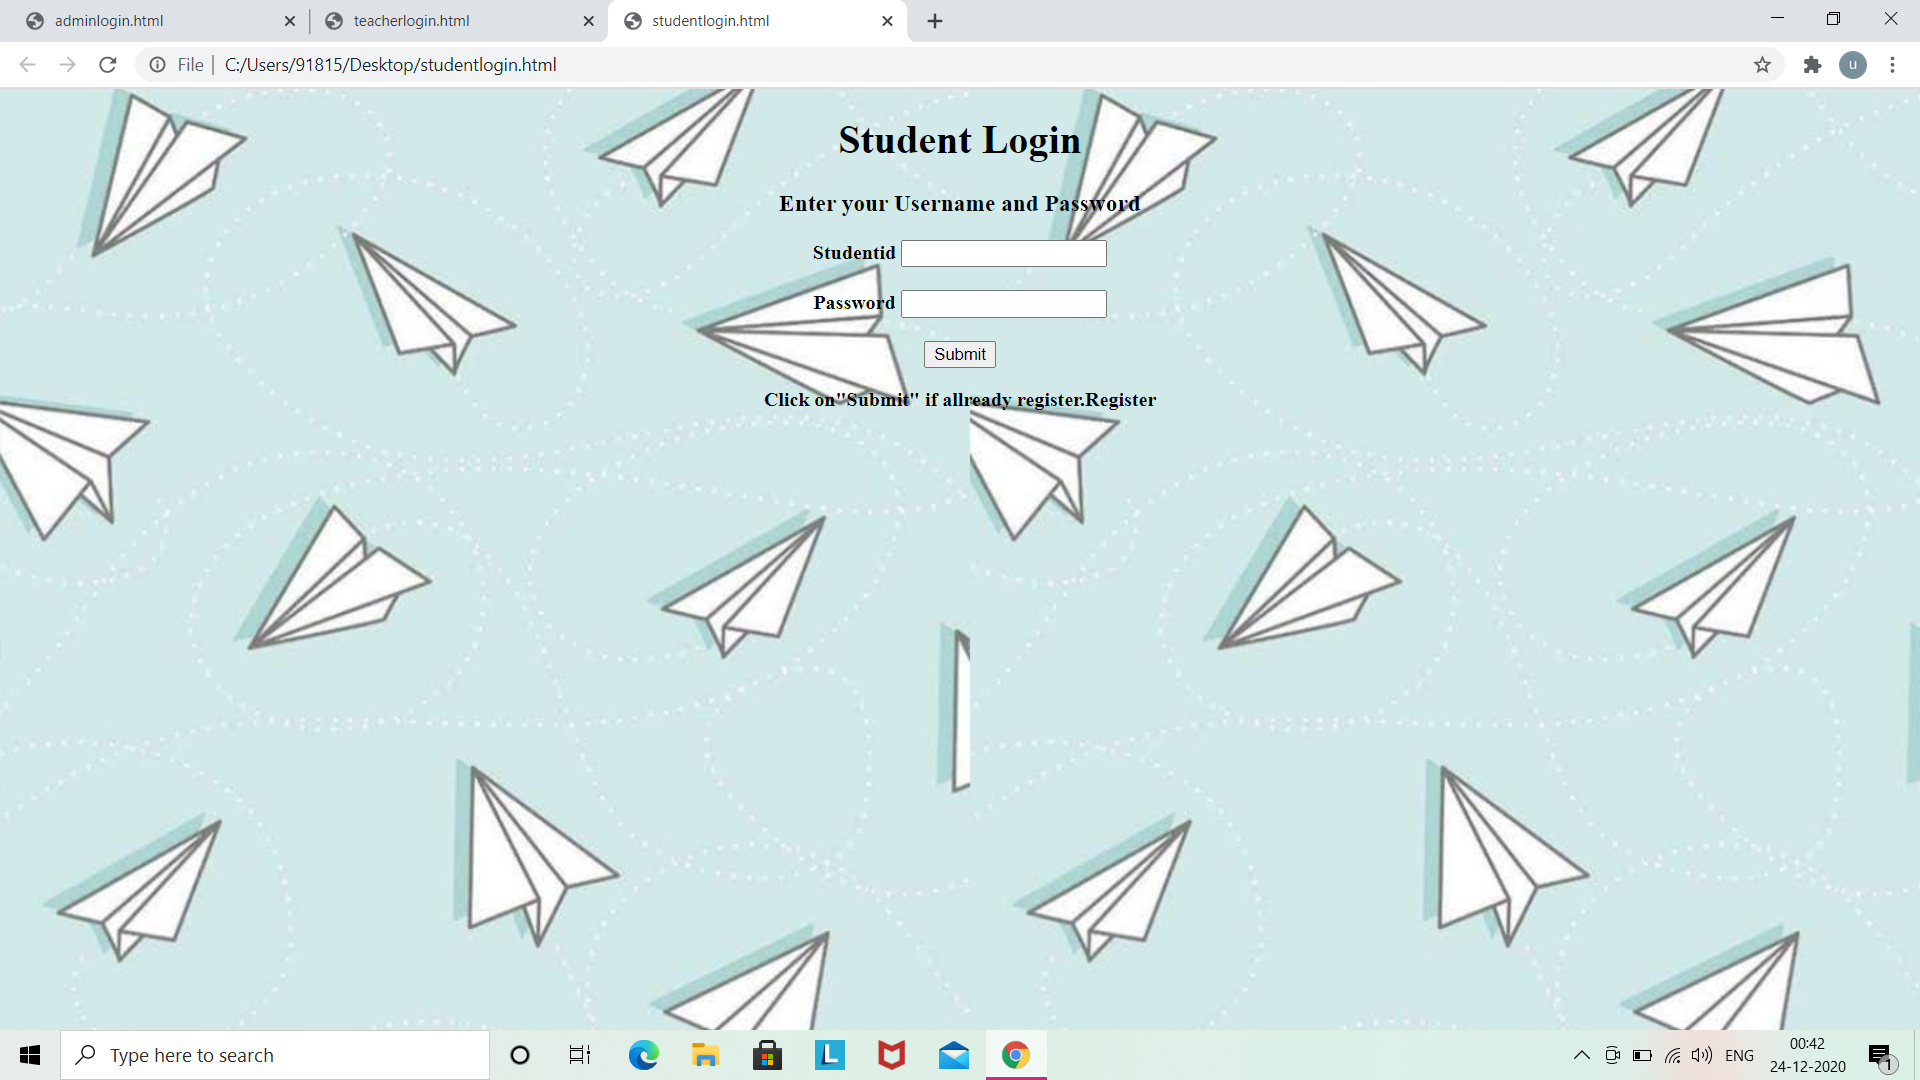 adminlogin.html
teacherlogin.html
studentlogin.html
File
C:/Users/91815/Desktop/studentlogin.html
u
Student Login
Enter your Username and Password
Studentid
Password
Submit
Click on"Submit" if allready register.Register
Type here to search
L
ENG
00:42
24-12-2020
1